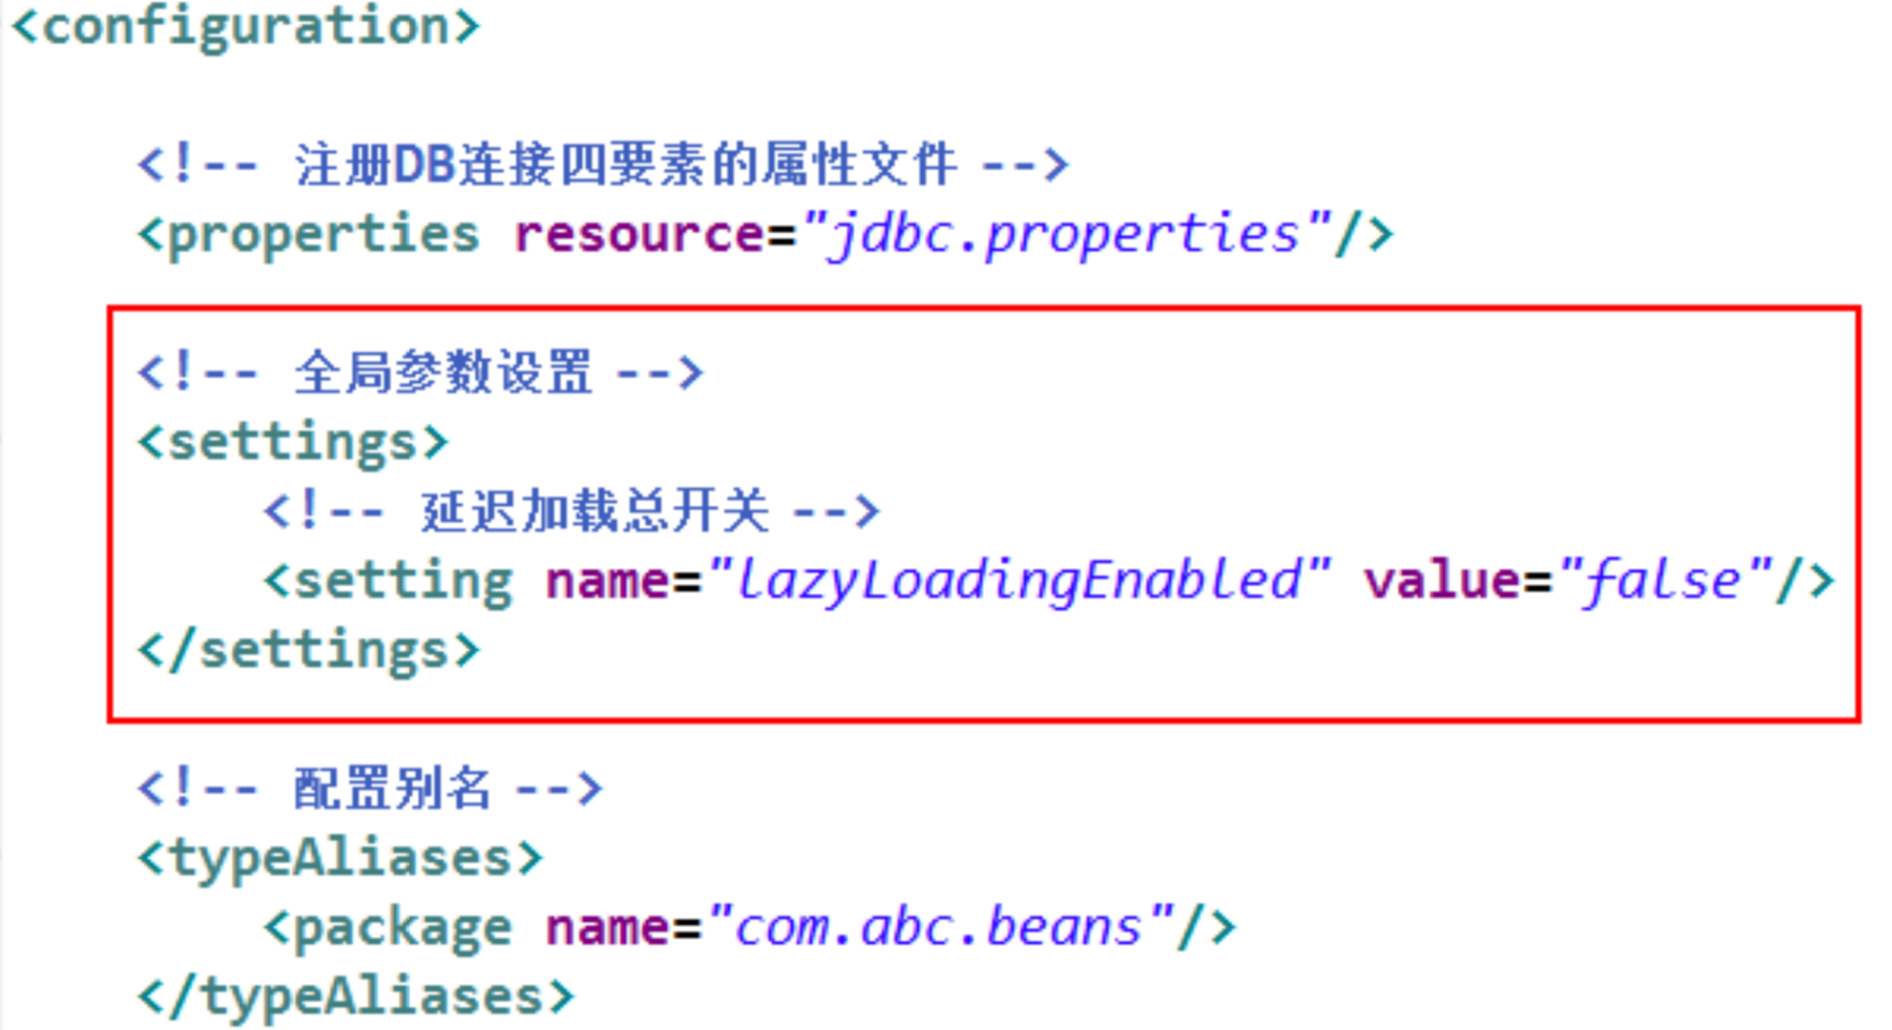 <configuration>
<!-- 注册DB连接四要素的属性文件 -->
<properties resource="jdbc.properties"/>
<!-- 全局参数设置 -->
<settings>
<!-- 延迟加载总开关 -->
<setting name="lazyLoadingEnabled" value="false"/>
</settings>
<!-- 配置别名 -->
<typeAliases>
<package name="com.abc.beans"/>
</typeAliases>